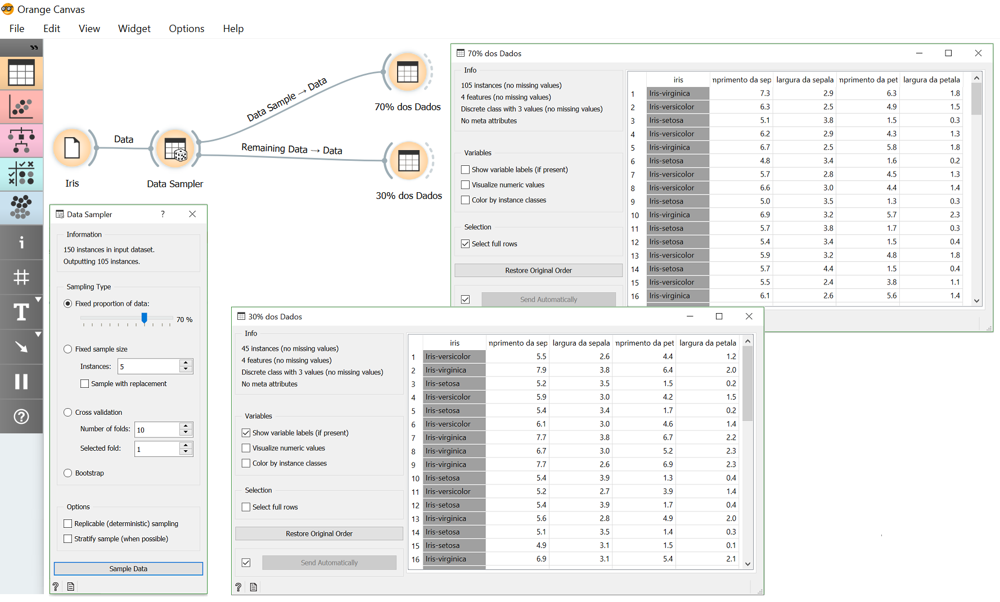 Orange Canvas
File Edit View Widget Options Help
Data Sample → Data
70% dos Dados
Data
Remaining Data → Data
Iris
Data Sampler
30% dos Dados
Data Sampler ?
Information
150 instances in input dataset.
Outputting 105 instances.
Sampling Type
Fixed proportion of data:
70 %
Fixed sample size
Instances: 5
Sample with replacement
Cross validation
Number of folds: 10
Selected fold: 1
Bootstrap
Options
Replicable (deterministic) sampling
Stratify sample (when possible)
Sample Data
?
i
#
T
?
70% dos Dados
Info
105 instances (no missing values)
4 features (no missing values)
Discrete class with 3 values (no missing values)
No meta attributes
Variables
Show variable labels (if present)
Visualize numeric values
Color by instance classes
Selection
Select full rows
Restore Original Order
Send Automatically
iris nprimento da sep largura da sepala nprimento da pet largura da petala
1 Iris-virginica 7.3 2.9 6.3 1.8
2 Iris-versicolor 6.3 2.5 4.9 1.5
3 Iris-setosa 5.1 3.8 1.5 0.3
4 Iris-versicolor 6.2 2.9 4.3 1.3
5 Iris-virginica 6.7 2.5 5.8 1.8
6 Iris-setosa 4.8 3.4 1.6 0.2
7 Iris-versicolor 5.7 2.8 4.5 1.3
8 Iris-versicolor 6.6 3.0 4.4 1.4
9 Iris-setosa 5.0 3.5 1.3 0.3
10 Iris-virginica 6.9 3.2 5.7 2.3
11 Iris-setosa 5.7 3.8 1.7 0.3
12 Iris-setosa 5.4 3.4 1.5 0.4
13 Iris-versicolor 5.9 3.2 4.8 1.8
14 Iris-setosa 5.7 4.4 1.5 0.4
15 Iris-versicolor 5.5 2.4 3.8 1.1
16 Iris-virginica 6.1 2.6 5.6 1.4
30% dos Dados
Info
45 instances (no missing values)
4 features (no missing values)
Discrete class with 3 values (no missing values)
No meta attributes
Variables
Show variable labels (if present)
Visualize numeric values
Color by instance classes
Selection
Select full rows
Restore Original Order
Send Automatically
?
iris nprimento da sep largura da sepala nprimento da pet largura da petala
1 Iris-versicolor 5.5 2.6 4.4 1.2
2 Iris-virginica 7.9 3.8 6.4 2.0
3 Iris-setosa 5.2 3.5 1.5 0.2
4 Iris-versicolor 5.9 3.0 4.2 1.5
5 Iris-setosa 5.4 3.4 1.7 0.2
6 Iris-versicolor 6.1 3.0 4.6 1.4
7 Iris-virginica 7.7 3.8 6.7 2.2
8 Iris-virginica 6.7 3.0 5.2 2.3
9 Iris-virginica 7.7 2.6 6.9 2.3
10 Iris-setosa 5.4 3.9 1.3 0.4
11 Iris-versicolor 5.2 2.7 3.9 1.4
12 Iris-setosa 5.4 3.9 1.7 0.4
13 Iris-virginica 5.6 2.8 4.9 2.0
14 Iris-setosa 5.1 3.5 1.4 0.3
15 Iris-setosa 4.9 3.1 1.5 0.1
16 Iris-virginica 6.9 3.1 5.4 2.1